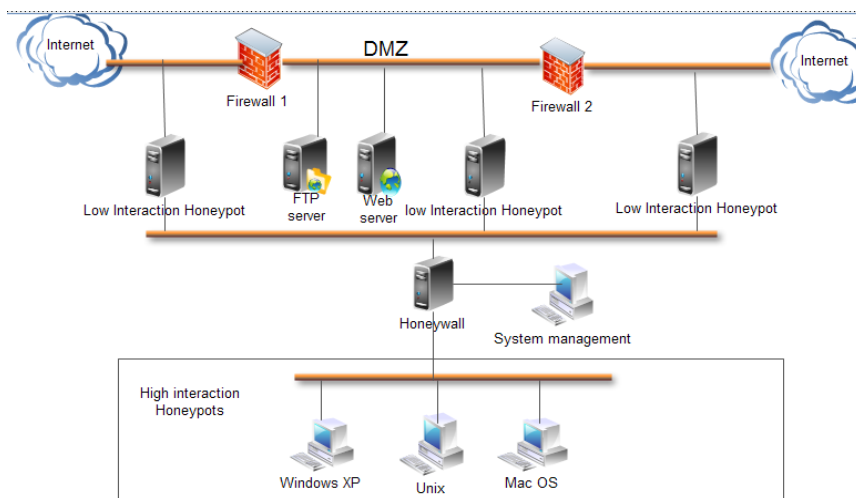 Internet
DMZ
Internet
Firewall 1
Firewall 2
Low Interaction Honeypot
FTP
server
Web
server
low Interaction Honeypot
Low Interaction Honeypot
Honeywall
System management
High interaction
Honeypots
Windows XP
Unix
Mac OS